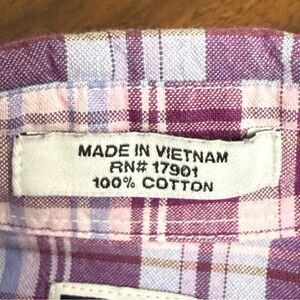 MADE IN VIETNAM
RN# 17901
100% COTTON